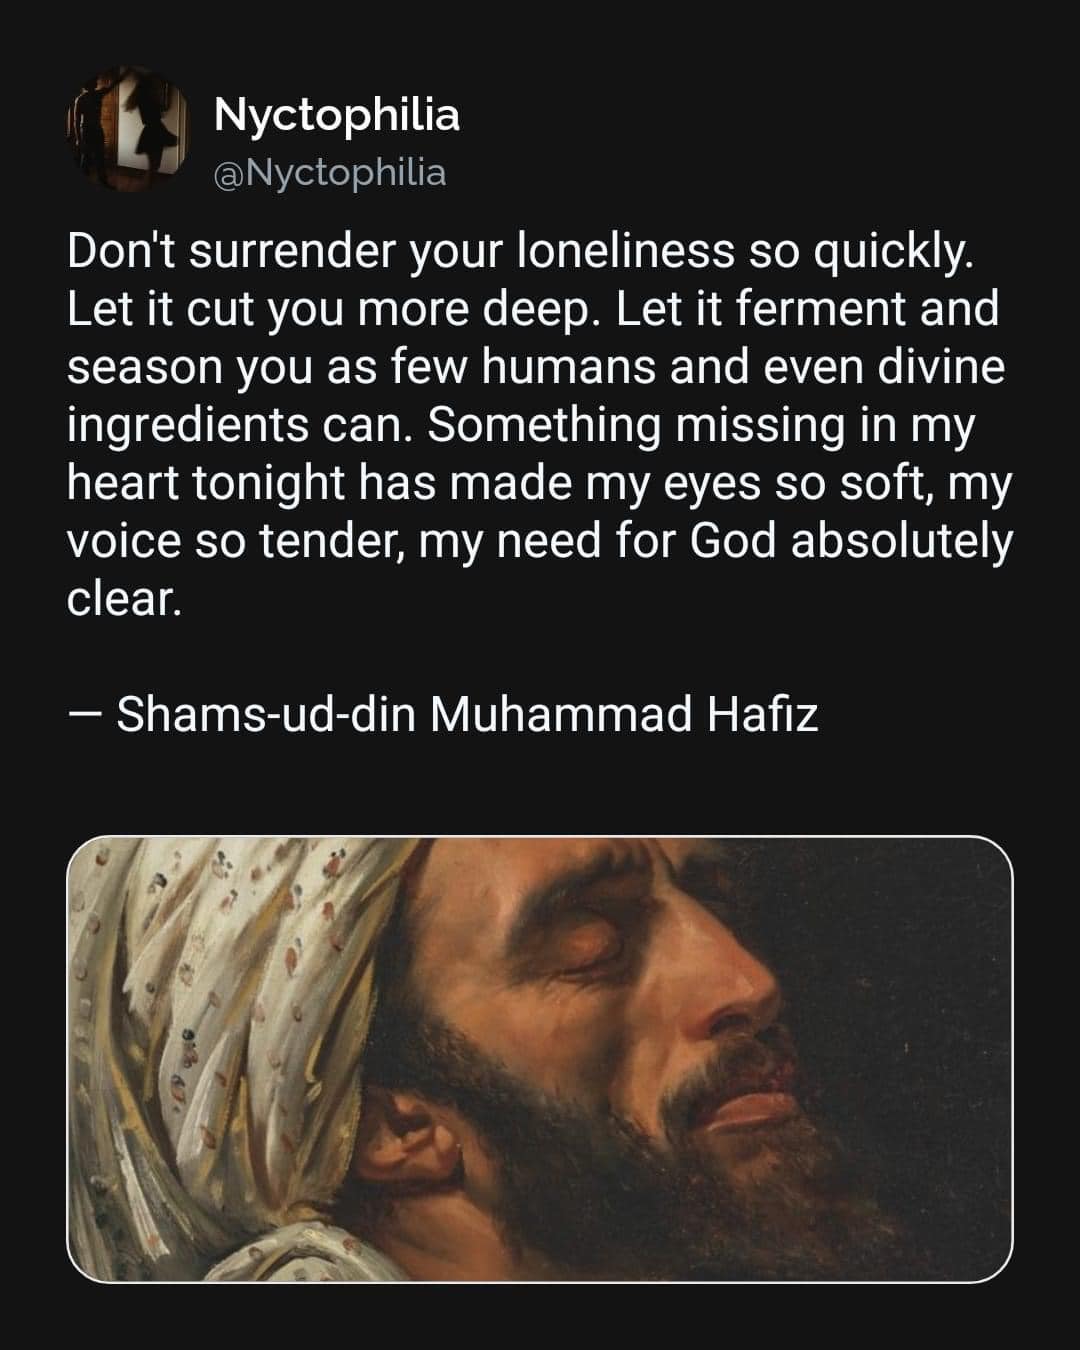 Nyctophilia
@Nyctophilia
Don't surrender your loneliness so quickly.
Let it cut you more deep. Let it ferment and
season you as few humans and even divine
ingredients can. Something missing in my
heart tonight has made my eyes so soft, my
voice so tender, my need for God absolutely
clear.
— Shams-ud-din Muhammad Hafiz